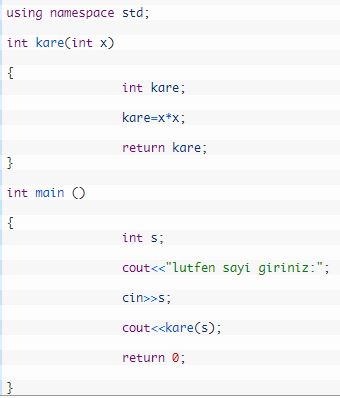 using namespace std;
int kare(int x)
{
int kare;
kare=x*x;
return kare;
}
int main ()
{
int s;
cout<<"lutfen sayi giriniz:";
cin>>s;
cout<<kare(s);
return 0;
}